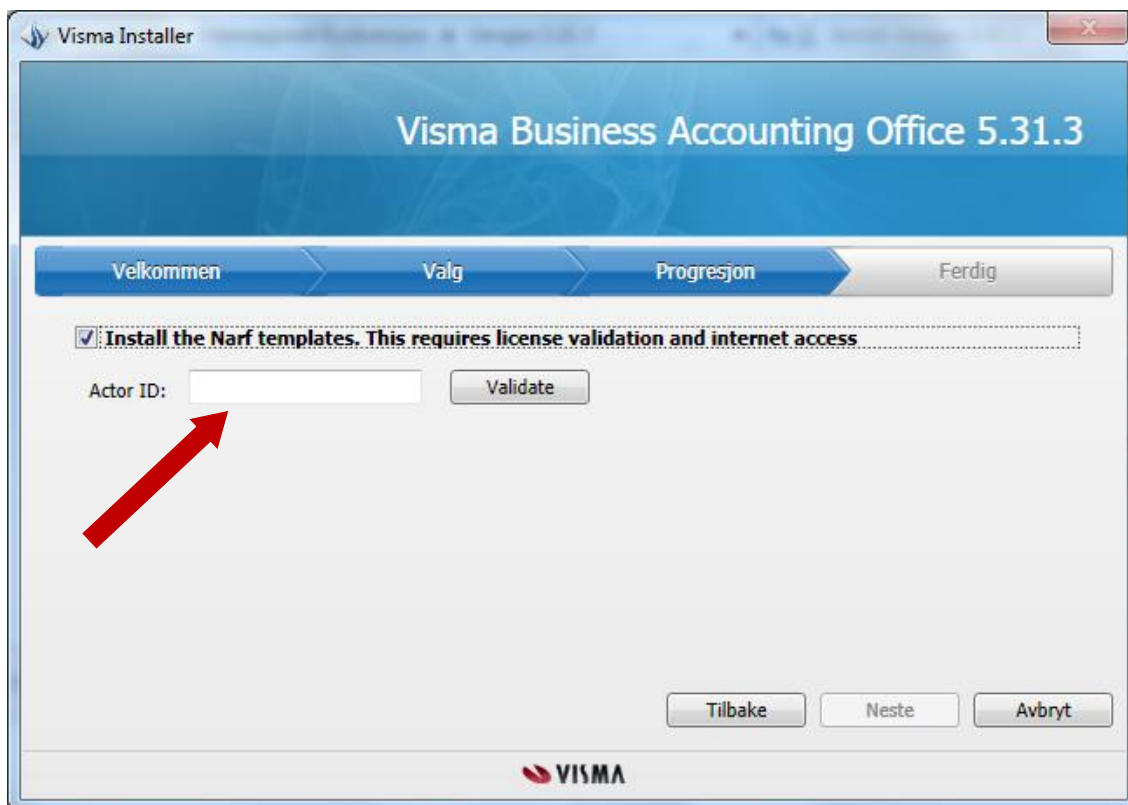 Visma Installer
Visma Business Accounting Office 5.31.3
Velkommen Valg Progresjon Ferdig
Install the Narf templates. This requires license validation and internet access
Actor ID: Validate
Tilbake Neste Avbryt
VISMA